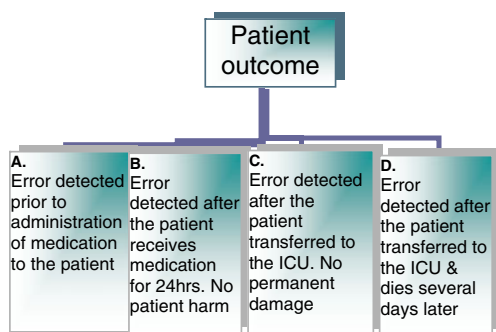 Patient
outcome
A.
Error detected
prior to
administration
of medication
to the patient
B.
Error
detected after
the patient
receives
medication
for 24hrs. No
patient harm
C.
Error detected
after the
patient
transferred to
the ICU. No
permanent
damage
D.
Error
detected after
the patient
transferred to
the ICU &
dies several
days later